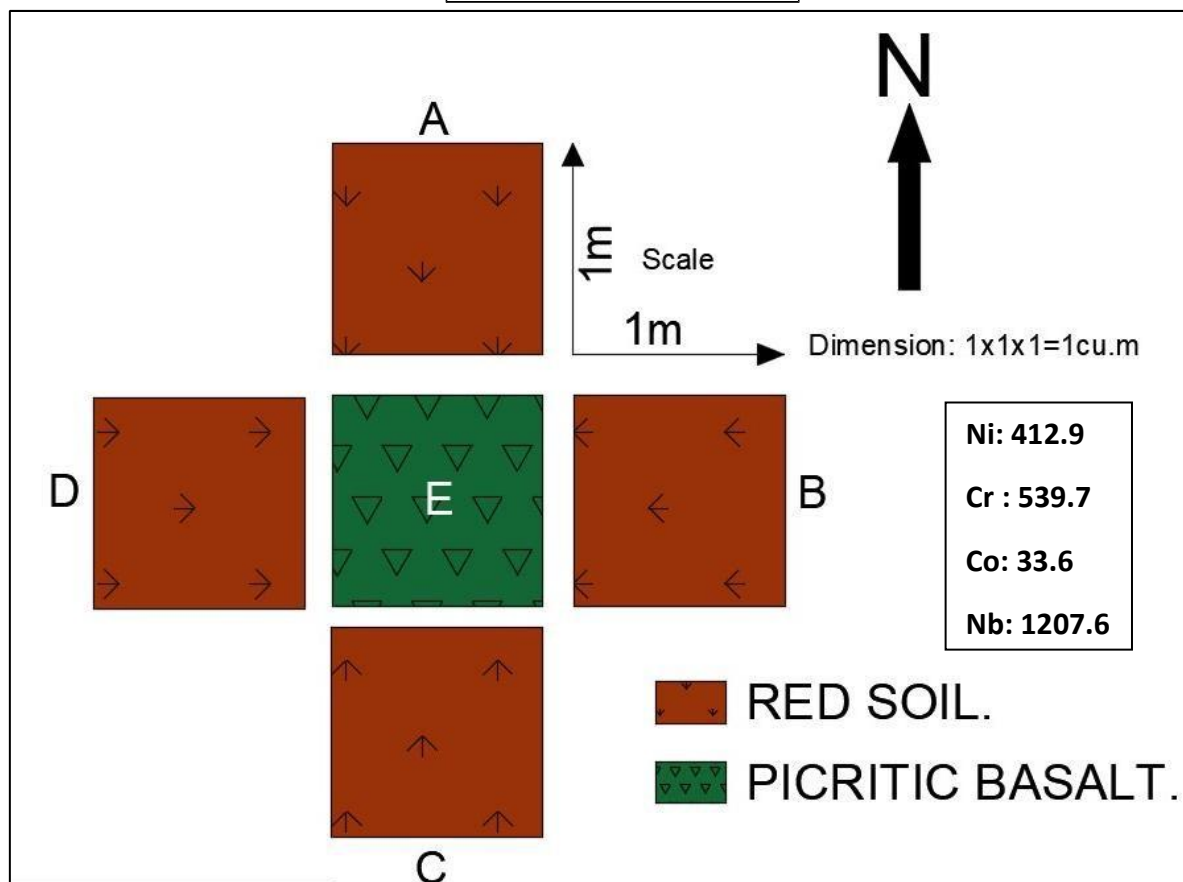 N
A
1m
Scale
1m
Dimension: 1x1x1=1cu.m
D
E
B
Ni: 412.9
Cr : 539.7
Co: 33.6
Nb: 1207.6
RED SOIL.
PICRITIC BASALT.
C